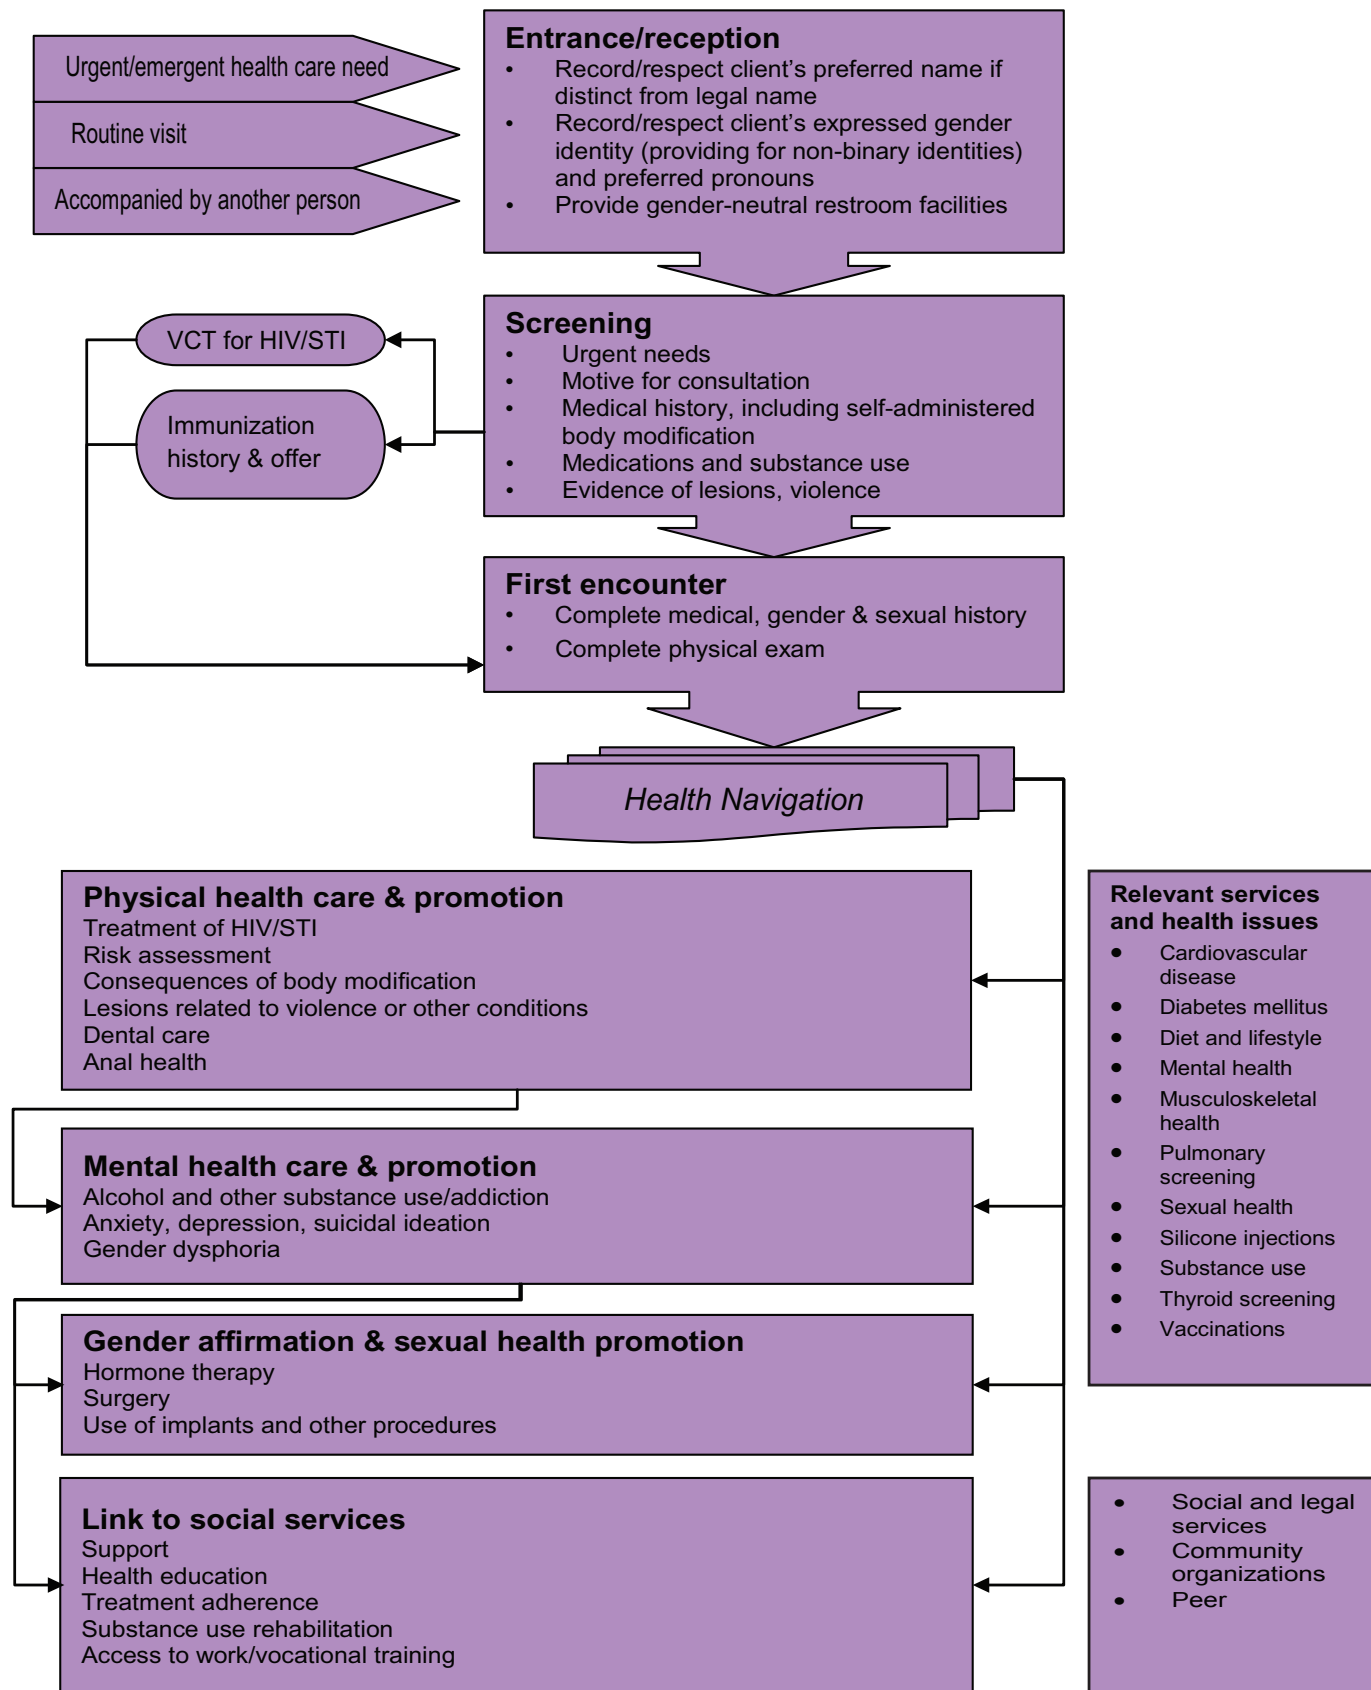 Urgent/emergent health care need
Routine visit
Accompanied by another person
Entrance/reception
• Record/respect client's preferred name if
distinct from legal name
• Record/respect client's expressed gender
identity (providing for non-binary identities)
and preferred pronouns
• Provide gender-neutral restroom facilities
VCT for HIV/STI
Immunization
history & offer
Screening
• Urgent needs
• Motive for consultation
• Medical history, including self-administered
body modification
• Medications and substance use
• Evidence of lesions, violence
First encounter
• Complete medical, gender & sexual history
• Complete physical exam
Health Navigation
Physical health care & promotion
Treatment of HIV/STI
Risk assessment
Consequences of body modification
Lesions related to violence or other conditions
Dental care
Anal health
Mental health care & promotion
Alcohol and other substance use/addiction
Anxiety, depression, suicidal ideation
Gender dysphoria
Gender affirmation & sexual health promotion
Hormone therapy
Surgery
Use of implants and other procedures
Link to social services
Support
Health education
Treatment adherence
Substance use rehabilitation
Access to work/vocational training
Relevant services
and health issues
• Cardiovascular
disease
• Diabetes mellitus
• Diet and lifestyle
• Mental health
• Musculoskeletal
health
• Pulmonary
screening
• Sexual health
• Silicone injections
• Substance use
• Thyroid screening
• Vaccinations
• Social and legal
services
• Community
organizations
• Peer